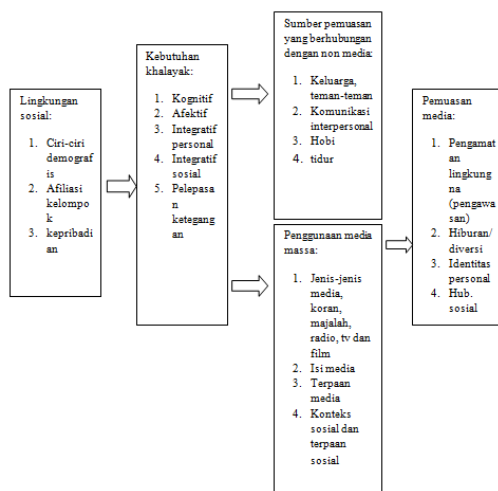 Lingkungan
sosial:
1. Ciri-ciri
demograf
is
2. Afiliasi
kelompo
k
3. kepribadi
an
Kebutuhan
khalayak:
1. Kognitif
2. Afektif
3. Integratif
personal
4. Integratif
sosial
5. Pelepasa
n
ketegang
an
Sumber pemuasan
yang berhubungan
dengan non media:
1. Keluarga,
teman-teman
2. Komunikasi
interpersonal
3. Hobi
4. tidur
Penggunaan media
massa:
1. Jenis-jenis
media,
koran,
majalah,
radio, tv dan
film
2. Isi media
3. Terpaan
media
4. Konteks
sosial dan
terpaan
sosial
Pemuasan
media:
1. Pengamat
an
lingkung
na
(pengawa
san)
2. Hiburan/
diversi
3. Identitas
personal
4. Hub.
sosial